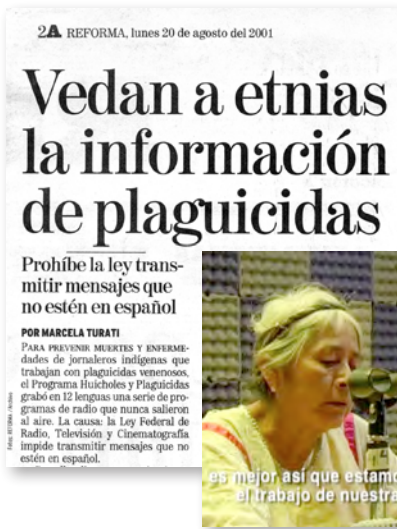 2A REFORMA, lunes 20 de agosto del 2001
Vedan a etnias
la información
de plaguicidas
Prohíbe la ley trans-
mitir mensajes que
no estén en español
POR MARCELA TURATI
PARA PREVENIR MUERTES Y ENFERME-
dades de jornaleros indígenas que
trabajan con plaguicidas venenosos,
el Programa Huicholes y Plaguicidas
grabó en 12 lenguas una serie de pro-
gramas de radio que nunca salieron
al aire. La causa: la Ley Federal de
Radio, Televisión y Cinematografía
impide transmitir mensajes que no
estén en español.
es mejor así que estamo
el trabajo de nuestra